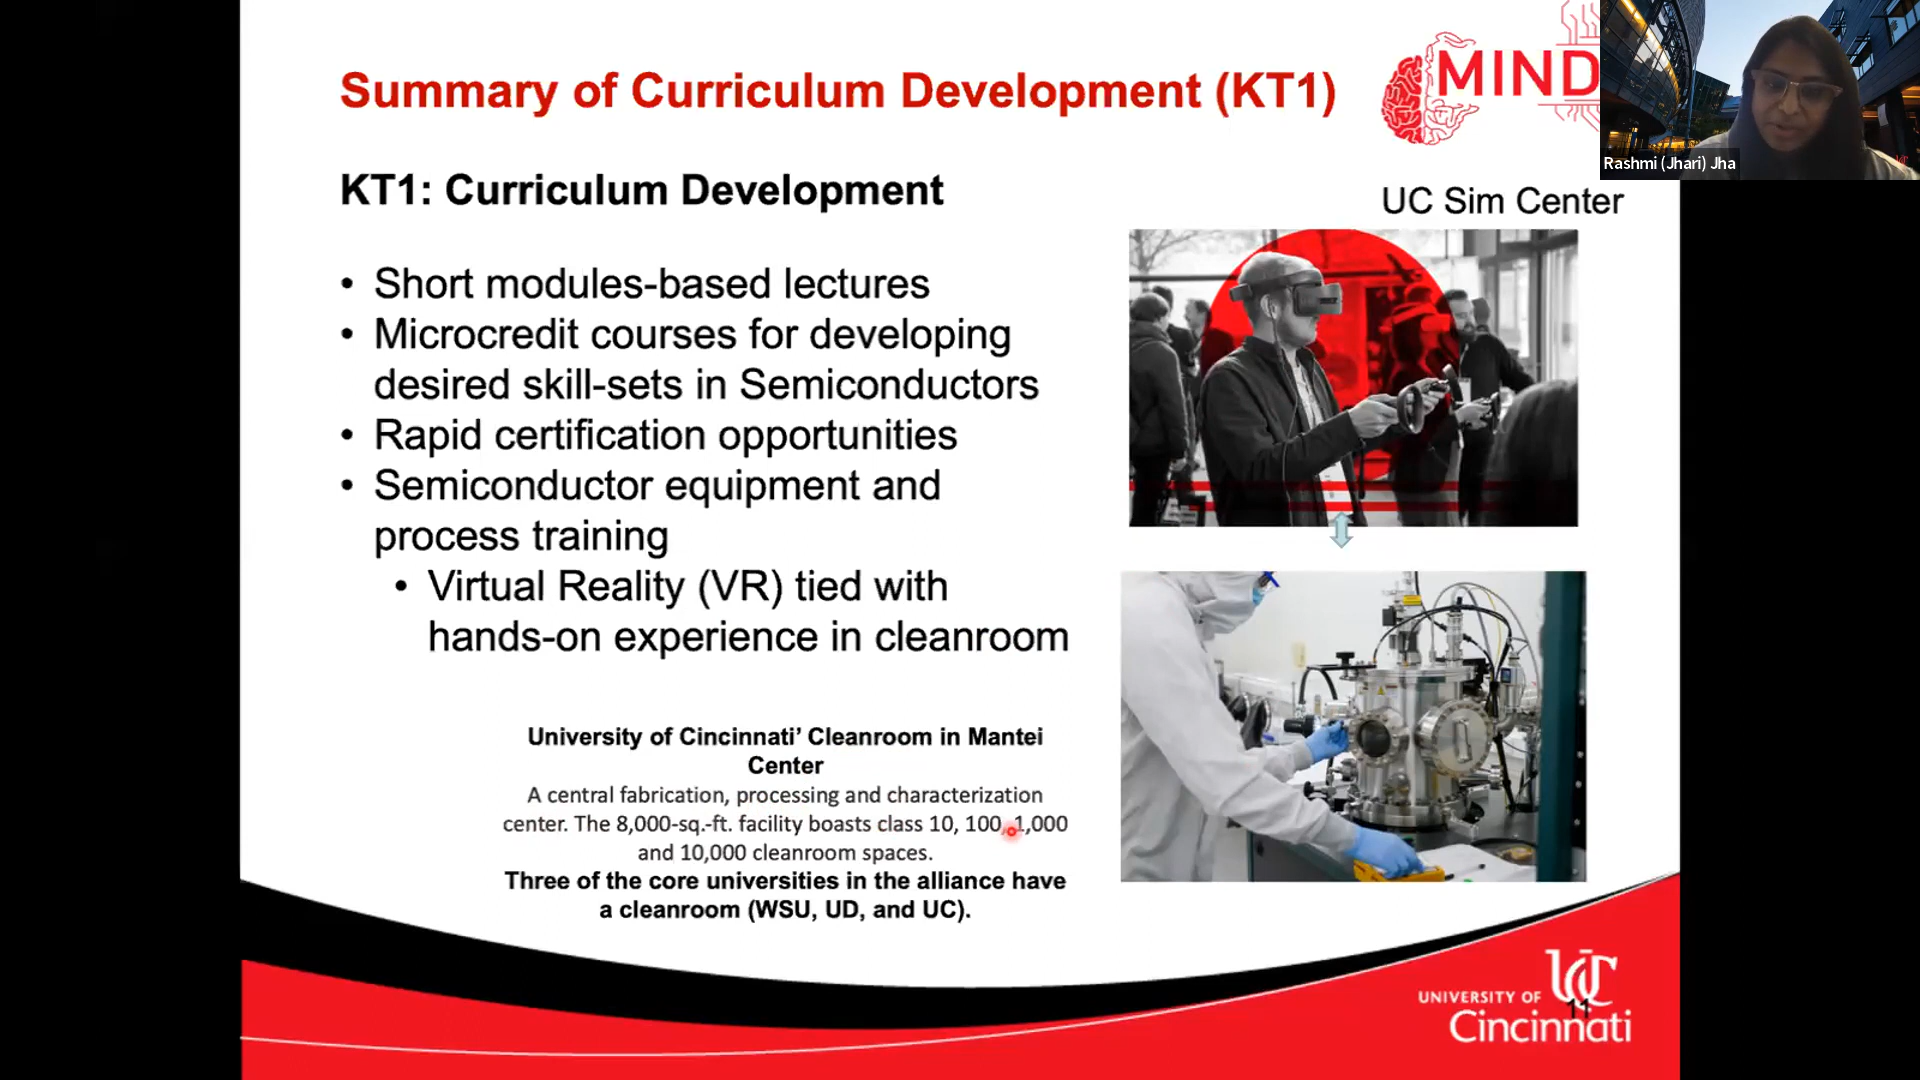 Summary of Curriculum Development (KT1)
MIND
Rashmi (Jhari) Jha
KT1: Curriculum Development
UC Sim Center
• Short modules-based lectures
• Microcredit courses for developing
desired skill-sets in Semiconductors
• Rapid certification opportunities
• Semiconductor equipment and
process training
• Virtual Reality (VR) tied with
hands-on experience in cleanroom
University of Cincinnati’ Cleanroom in Mantei
Center
A central fabrication, processing and characterization
center. The 8,000-sq.-ft. facility boasts class 10, 100, 1,000
and 10,000 cleanroom spaces.
Three of the core universities in the alliance have
a cleanroom (WSU, UD, and UC).
UC
11
UNIVERSITY OF
Cincinnati